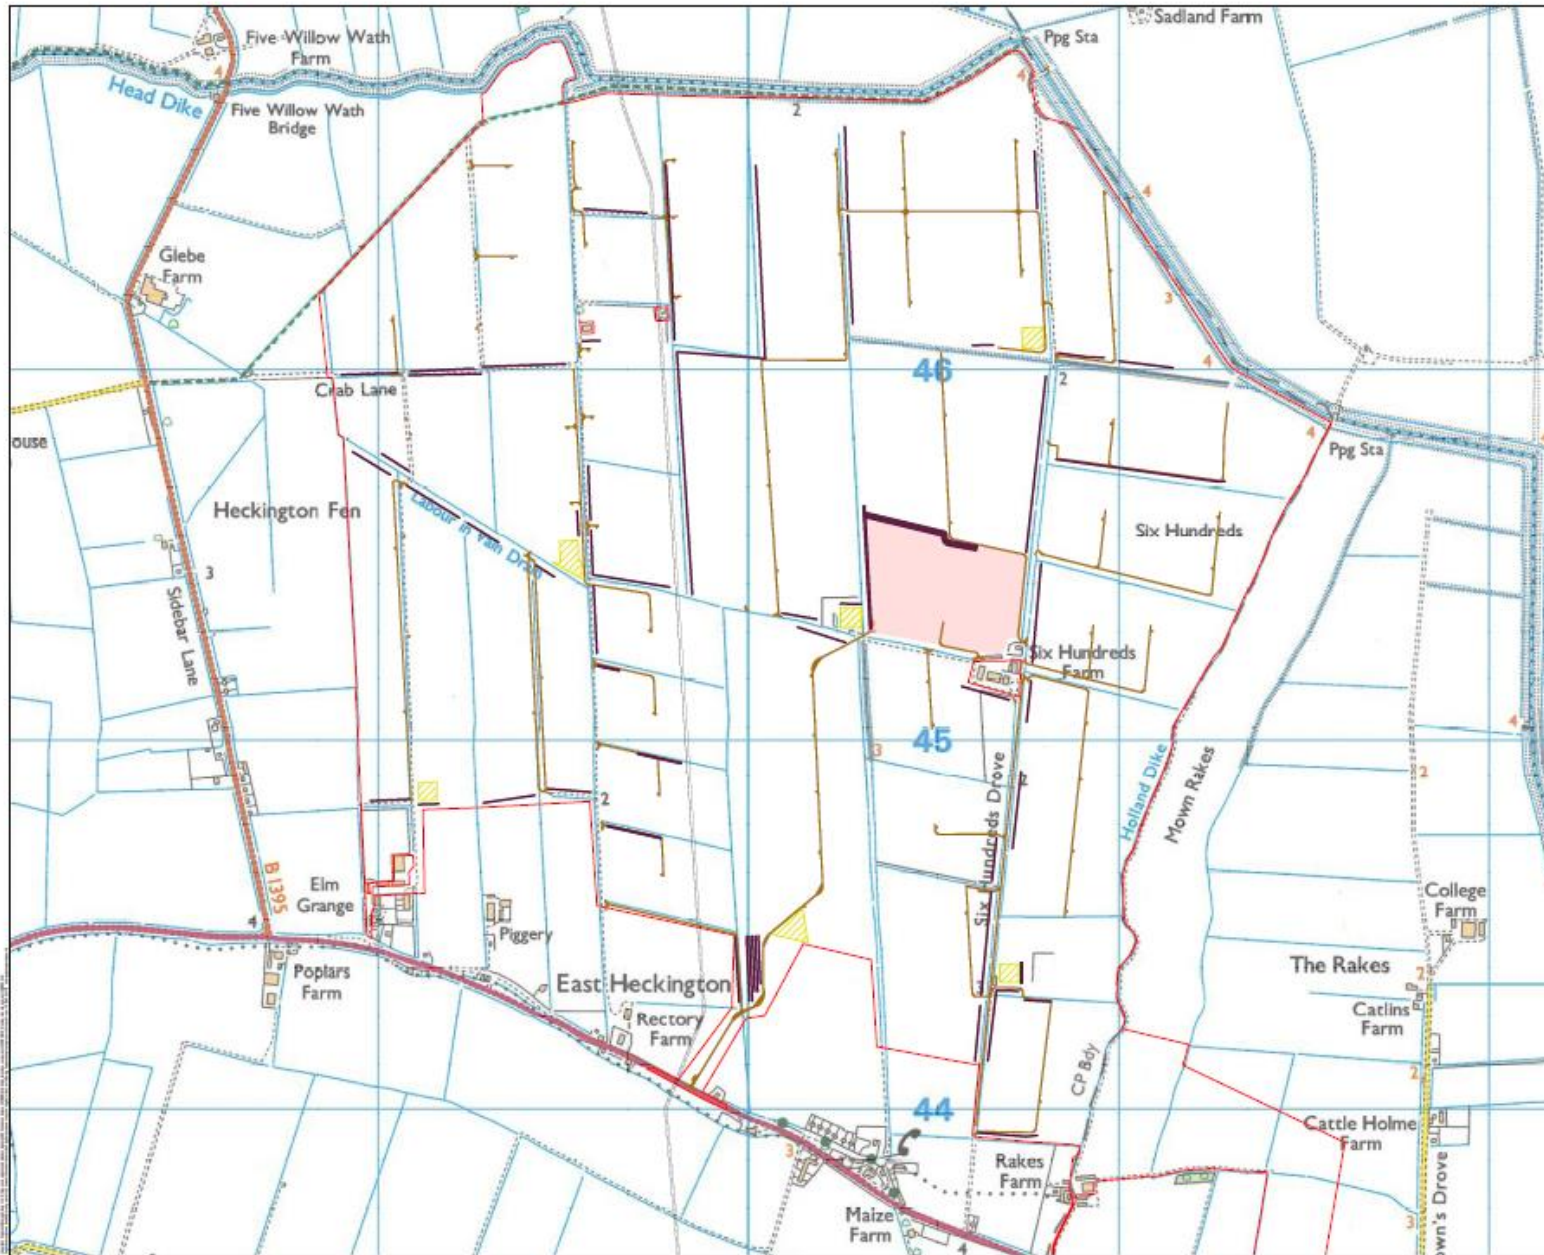 Sadland Farm
Five Willow Wath
Farm
Ppg Sta
4
4
Head Dike
Five Willow Wath
Bridge
2
4
Glebe
Farm
3
4
46
2
Crab Lane
4
ouse
Ppg Sta
Heckington Fen
Labour in Vain Drain
Six Hundreds
3
Sidebar Lane
Six Hundreds
Farm
45
3
4
2
Holland Dike
Mown Rakes
2
Six Hundreds Drove
B 1395
Elm
Grange
College
Farm
4
Piggery
Poplars
Farm
East Heckington
The Rakes
2
Rectory
Farm
Catlins
Farm
CP Bdy
2
44
Cattle Holme
Farm
3
Rakes
Farm
Maize
Farm
4
3
wn's Drove